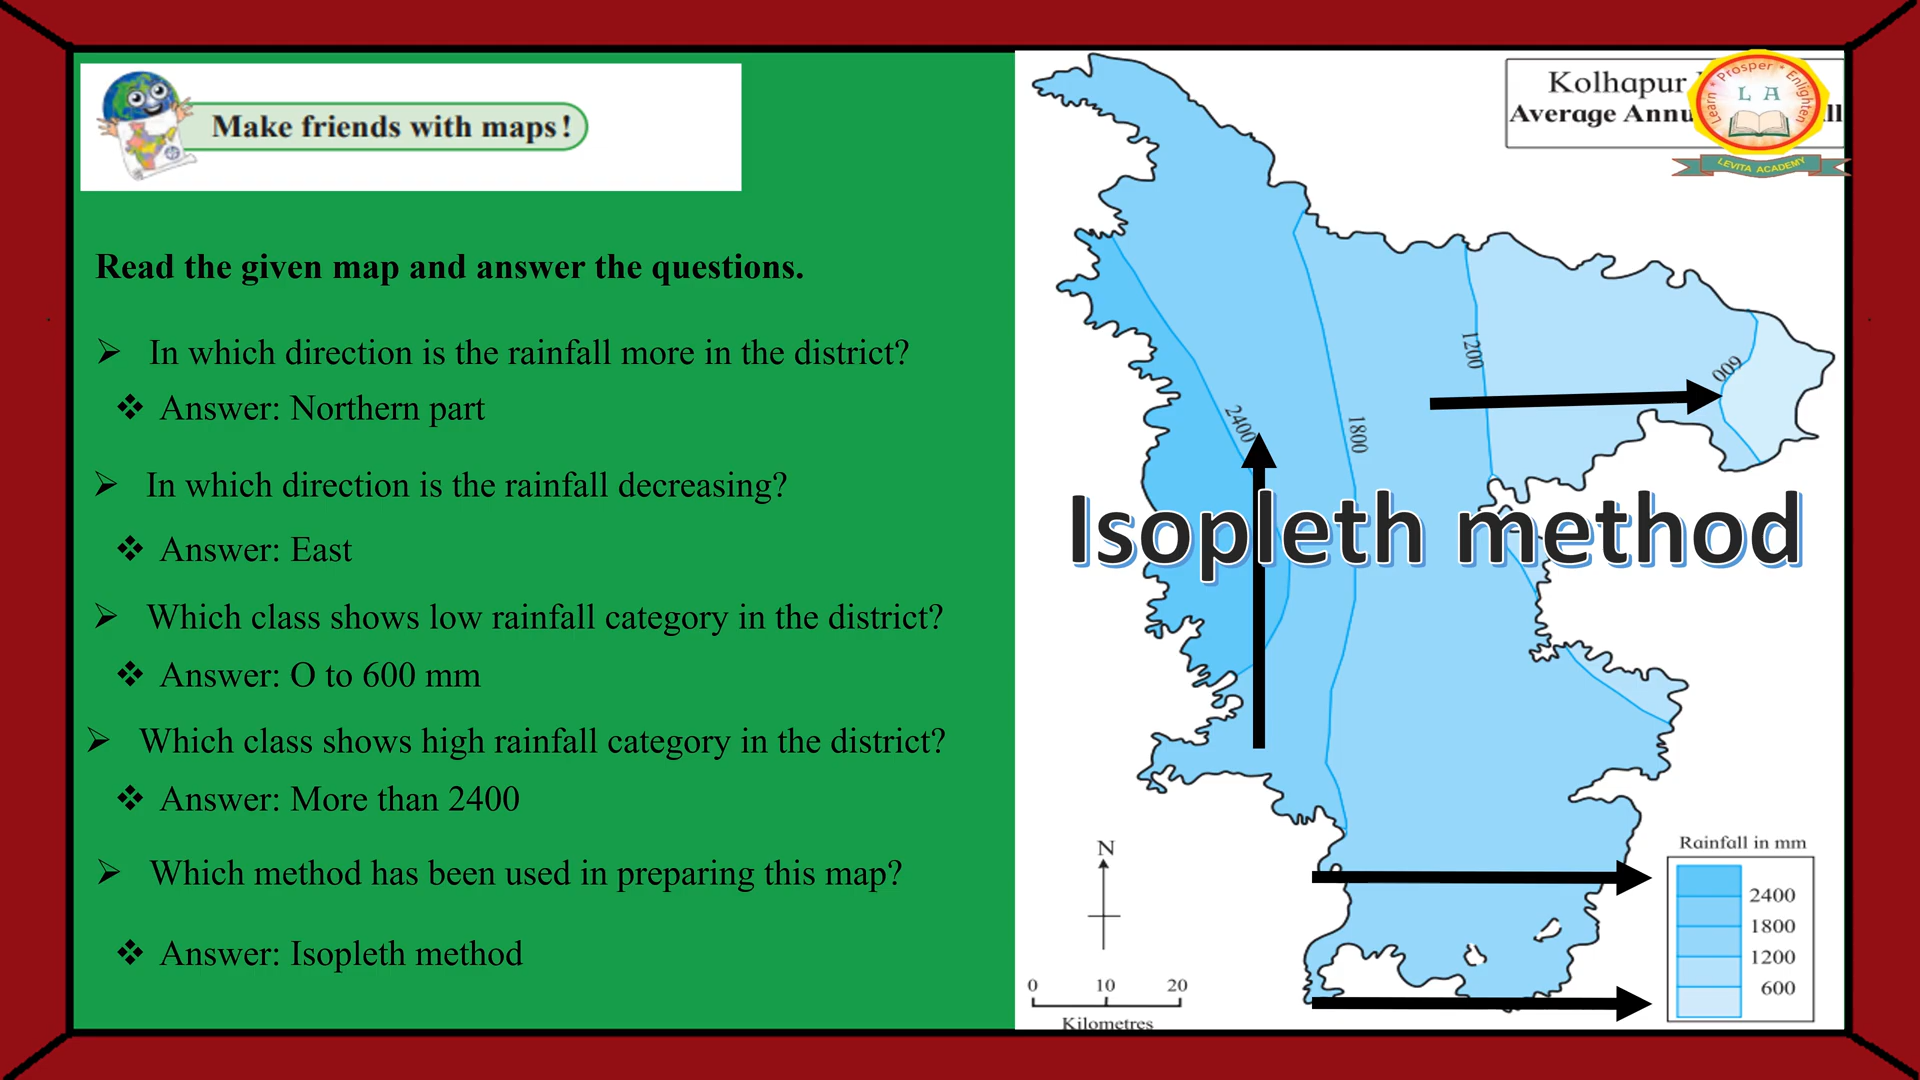 Make friends with maps!
Read the given map and answer the questions.
In which direction is the rainfall more in the district?
Answer: Northern part
In which direction is the rainfall decreasing?
Answer: East
Which class shows low rainfall category in the district?
Answer: O to 600 mm
Which class shows high rainfall category in the district?
Answer: More than 2400
Which method has been used in preparing this map?
Answer: Isopleth method
Kolhapur
Average
Learn * Prosper * Enlighten
L A
LEVITA ACADEMY
1200
600
2400
1800
Isopleth method
N
0 10 20
Kilometres
Rainfall in mm
2400
1800
1200
600